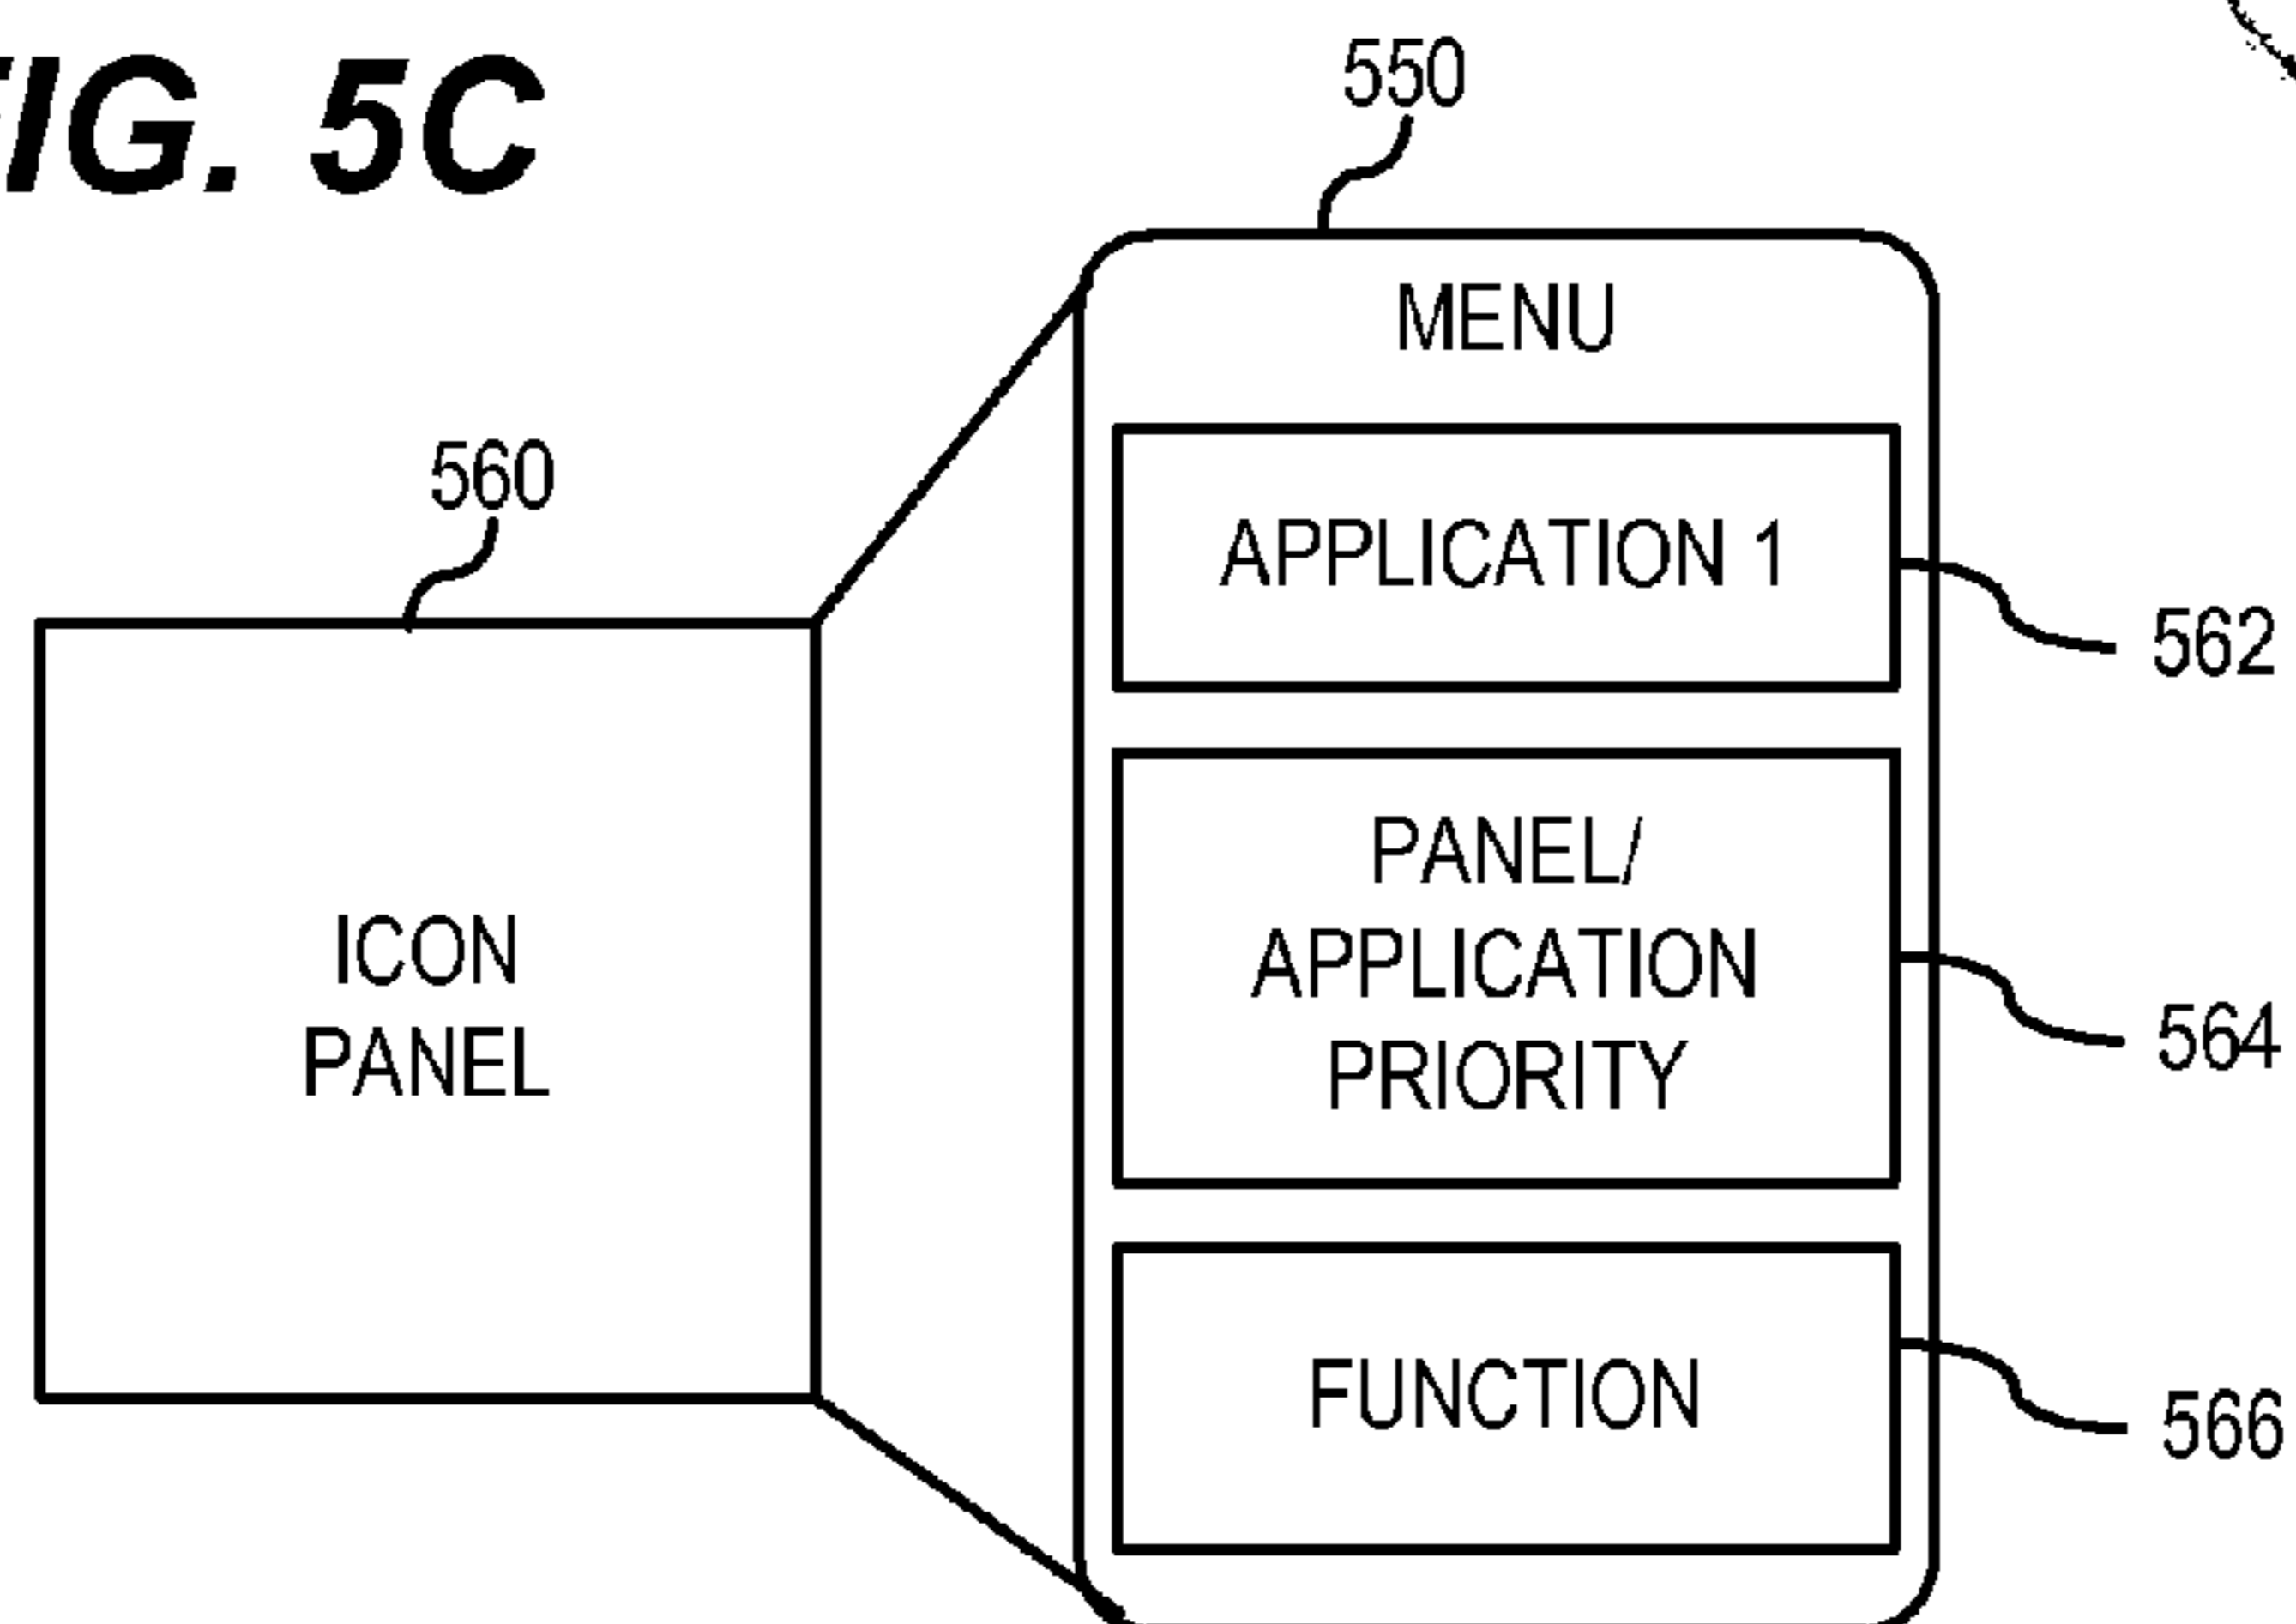 FIG. 5C
550
MENU
560
APPLICATION 1
562
ICON
PANEL
PANEL/
APPLICATION
PRIORITY
564
FUNCTION
566